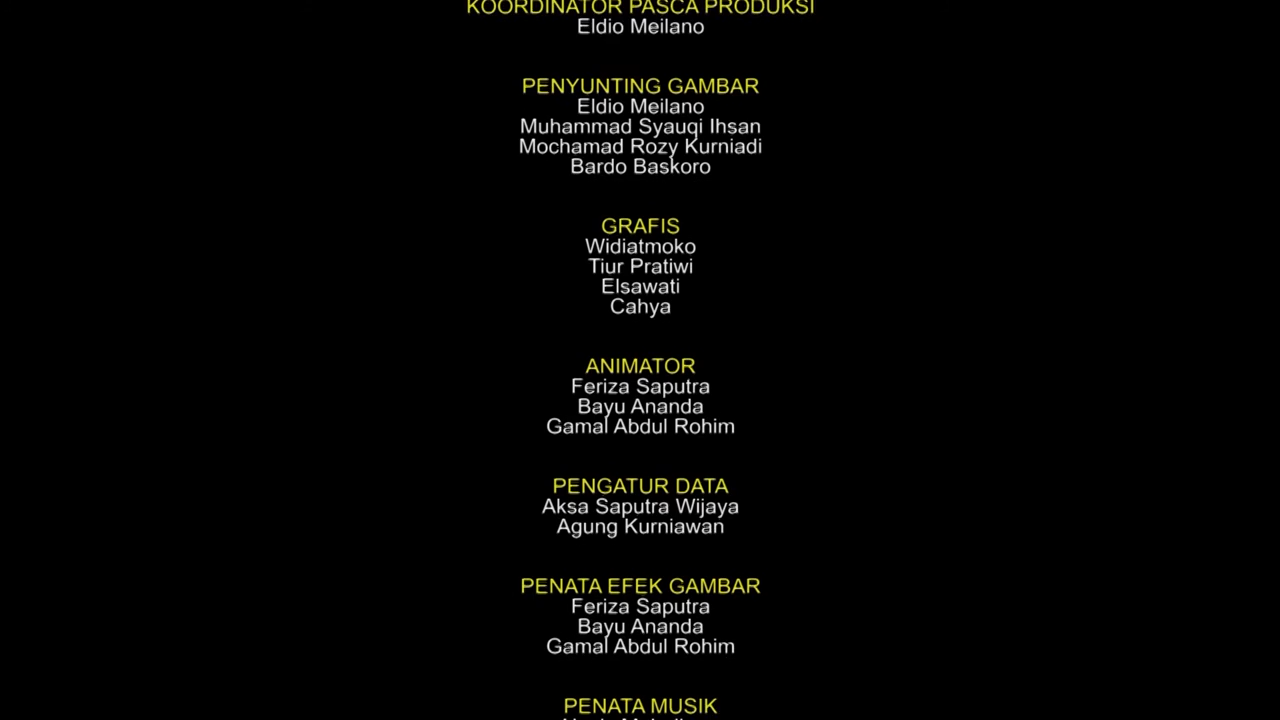 KOORDINATOR PASCA PRODUKSI
Eldio Meilano
PENYUNTING GAMBAR
Eldio Meilano
Muhammad Syauqi Ihsan
Mochamad Rozy Kurniadi
Bardo Baskoro
GRAFIS
Widiatmoko
Tiur Pratiwi
Elsawati
Cahya
ANIMATOR
Feriza Saputra
Bayu Ananda
Gamal Abdul Rohim
PENGATUR DATA
Aksa Saputra Wijaya
Agung Kurniawan
PENATA EFEK GAMBAR
Feriza Saputra
Bayu Ananda
Gamal Abdul Rohim
PENATA MUSIK